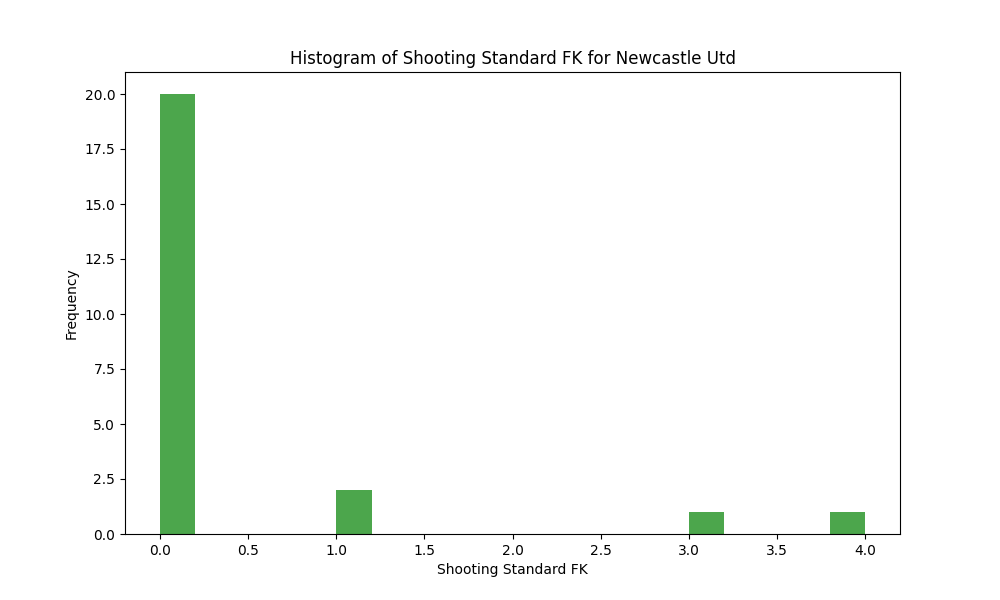 Histogram of Shooting Standard FK for Newcastle Utd
20.0
17.5
15.0
12.5
10.0
7.5
5.0
2.5
0.0
Frequency
0.0 0.5 1.0 1.5 2.0 2.5 3.0 3.5 4.0
Shooting Standard FK